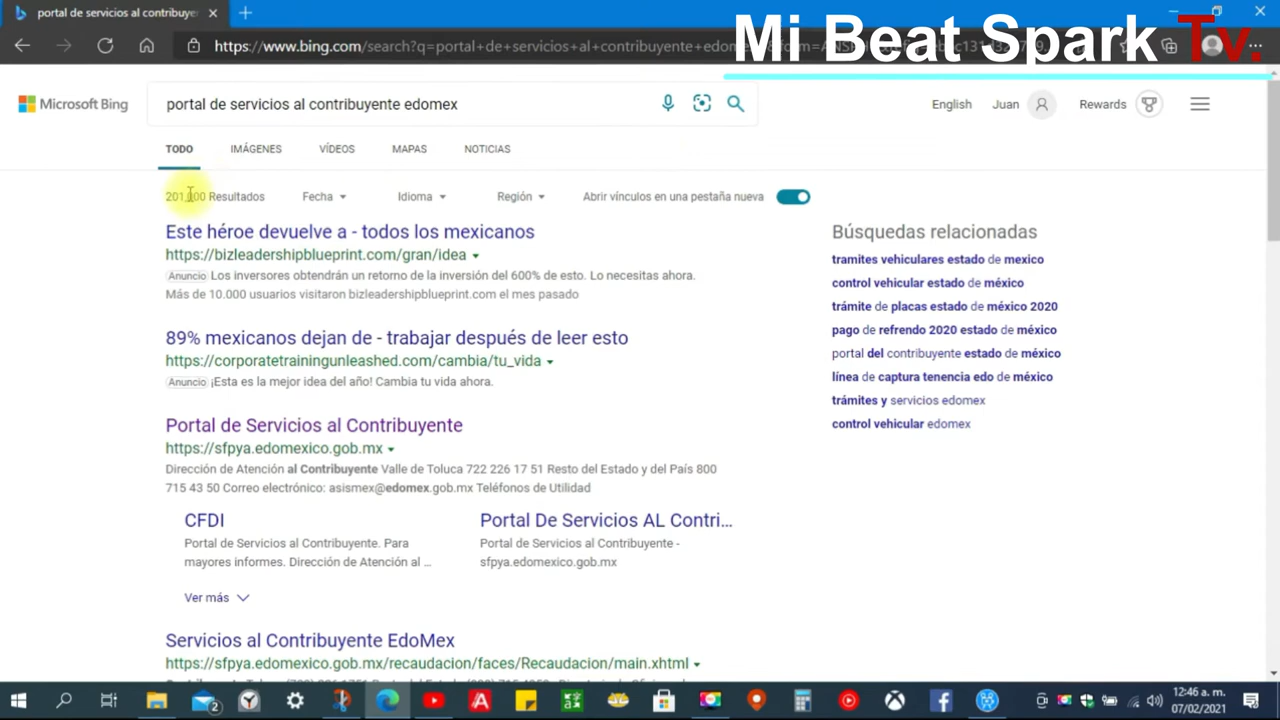 portal de servicios al contribuye
Mi Beat Spark Tv.
https://www.bing.com/search?q=portal+de+servicios+al+contribuyente+edome
Microsoft Bing
portal de servicios al contribuyente edomex
English
Juan
Rewards
TODO
IMÁGENES
VÍDEOS
MAPAS
NOTICIAS
201,000 Resultados
Fecha
Idioma
Región
Abrir vínculos en una pestaña nueva
Este héroe devuelve a - todos los mexicanos
https://bizleadershipblueprint.com/gran/idea
Anuncio Los inversores obtendrán un retorno de la inversión del 600% de esto. Lo necesitas ahora.
Más de 10.000 usuarios visitaron bizleadershipblueprint.com el mes pasado
89% mexicanos dejan de - trabajar después de leer esto
https://corporatetrainingunleashed.com/cambia/tu_vida
Anuncio ¡Esta es la mejor idea del año! Cambia tu vida ahora.
Portal de Servicios al Contribuyente
https://sfpya.edomexico.gob.mx
Dirección de Atención al Contribuyente Valle de Toluca 722 226 17 51 Resto del Estado y del País 800
715 43 50 Correo electrónico: asismex@edomex.gob.mx Teléfonos de Utilidad
CFDI
Portal de Servicios al Contribuyente. Para
mayores informes. Dirección de Atención al ...
Portal De Servicios AL Contri...
Portal de Servicios al Contribuyente -
sfpya.edomexico.gob.mx
Ver más
Servicios al Contribuyente EdoMex
https://sfpya.edomexico.gob.mx/recaudacion/faces/Recaudacion/main.xhtml
Búsquedas relacionadas
tramites vehiculares estado de mexico
control vehicular estado de méxico
trámite de placas estado de méxico 2020
pago de refrendo 2020 estado de méxico
portal del contribuyente estado de méxico
línea de captura tenencia edo de méxico
trámites y servicios edomex
control vehicular edomex
2
12:46 a. m.
07/02/2021